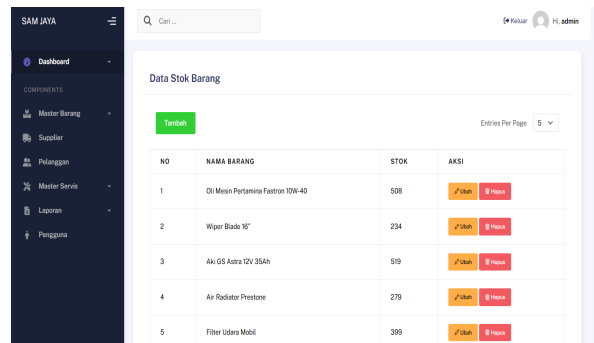 SAM JAYA
Cari ...
Keluar
Hi, admin
Dashboard
COMPONENTS
Master Barang
Supplier
Pelanggan
Master Servis
Laporan
Pengguna
Data Stok Barang
Tambah
Entries Per Page 5
NO NAMA BARANG STOK AKSI
1 Oli Mesin Pertamina Fastron 10W-40 508 Ubah Hapus
2 Wiper Blade 16" 234 Ubah Hapus
3 Aki GS Astra 12V 35Ah 519 Ubah Hapus
4 Air Radiator Prestone 279 Ubah Hapus
5 Filter Udara Mobil 399 Ubah Hapus